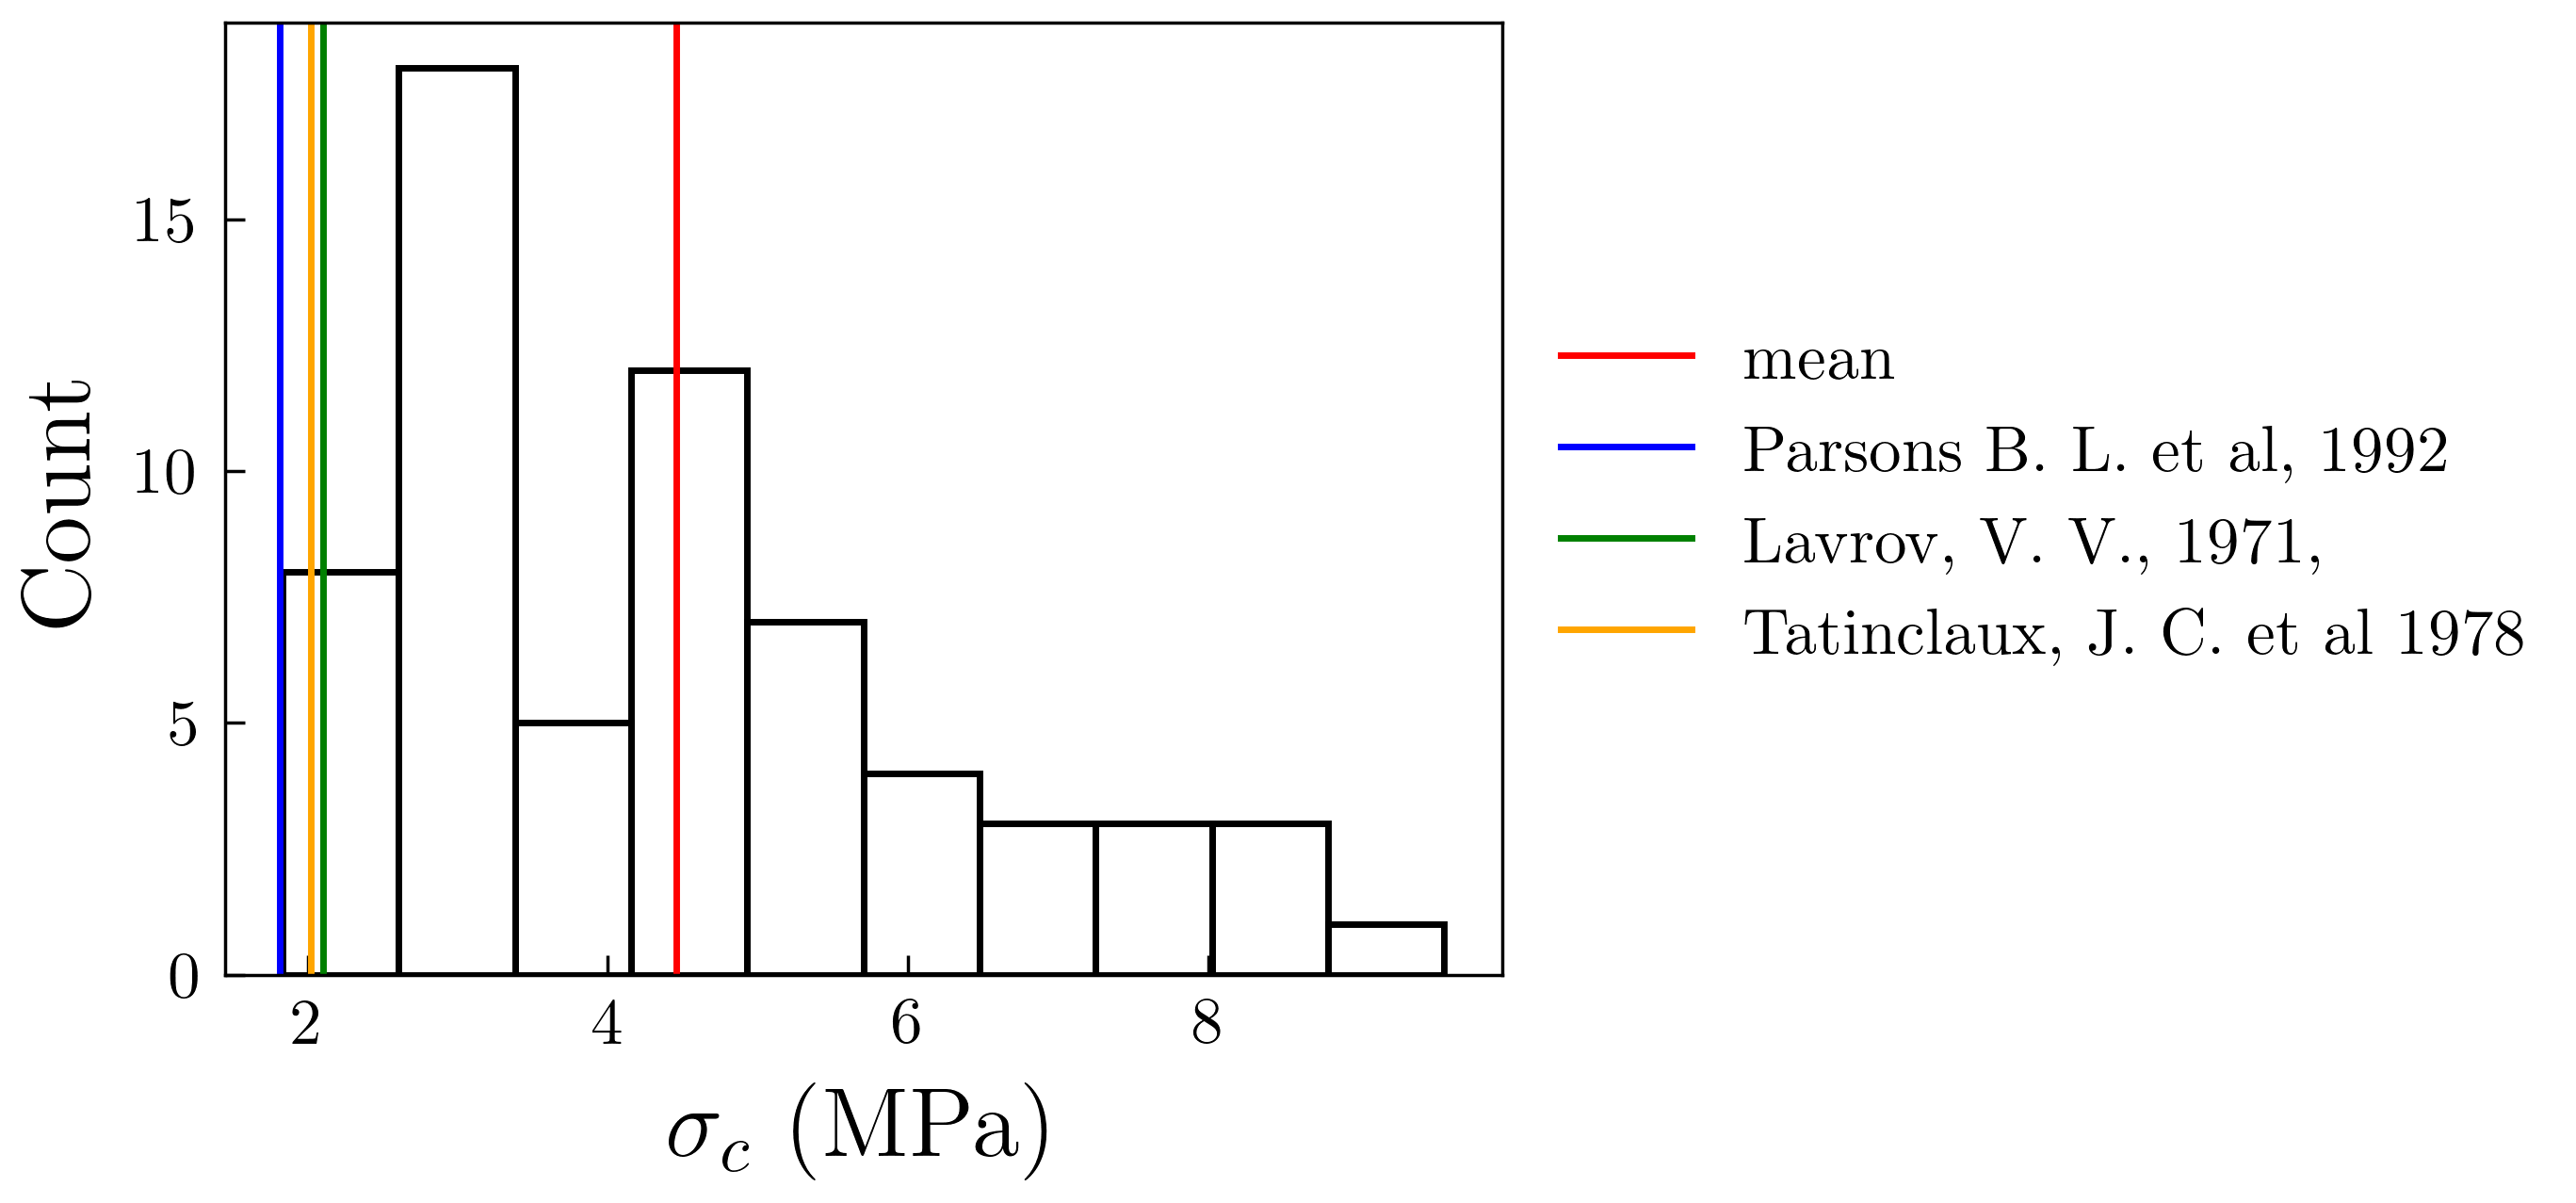 Count
15
10
5
0
2 4 6 8
σc (MPa)
mean
Parsons B. L. et al, 1992
Lavrov, V. V., 1971,
Tatinclaux, J. C. et al 1978